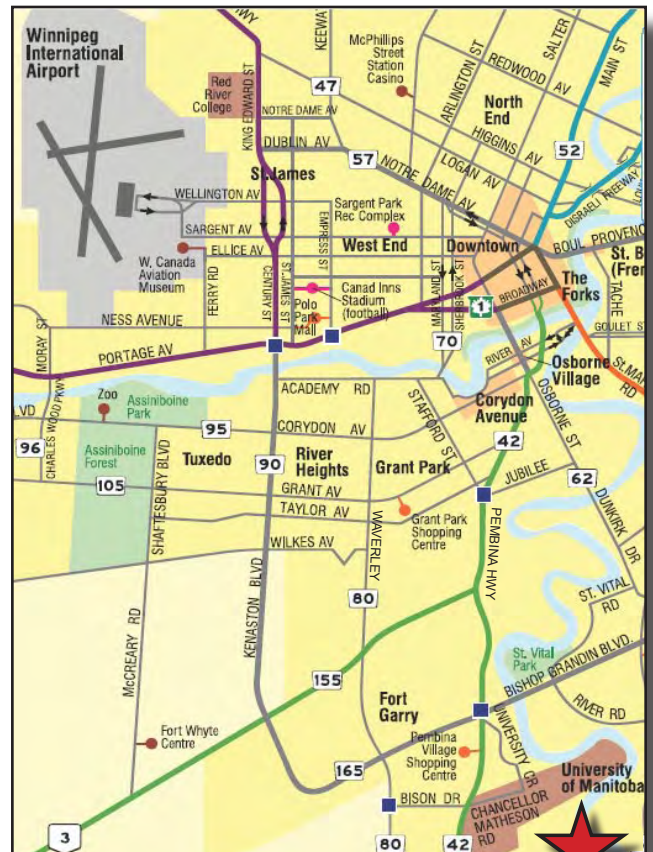 Winnipeg
International
Airport
HWY
KEEWAY
McPhillips
Street
Station
Casino
ARLINGTON ST
REDWOOD AV
SALTER
MAIN ST
Red
River
College
KING EDWARD ST
47
NOTRE DAME AV
North
End
DUBLIN AV
57
NOTRE DAME AV
HIGGINS AV
LOGAN AV
52
DISRAELI FREEWAY
St.James
WELLINGTON AV
SARGENT AV
ELLICE AV
EMPRESS ST
Sargent Park
Rec Complex
West End
Downtown
BOUL PROVENC
St. B
(Fren
W. Canada
Aviation
Museum
FERRY RD
CENTURY ST
ST.JAMES ST
Canad Inns
Stadium
(football)
Polo
Park
Mall
MARYLAND ST
SHERBROOK ST
1
BROADWAY
The
Forks
TACHE
MORAY ST
NESS AVENUE
PORTAGE AV
70
RIVER AV
GOULET ST
Osborne
Village
ST.MA
RD
CHARLES WOOD PKWY
Zoo
Assiniboine
Park
ACADEMY RD
STAFFORD ST
Corydon
Avenue
OSBORNE ST
LVD
95
CORYDON AV
42
96
Assiniboine
Forest
Tuxedo
90
River
Heights
Grant Park
JUBILEE
62
105
SHAFTESBURY BLVD
GRANT AV
TAYLOR AV
WAVERLEY
Grant Park
Shopping
Centre
PEMBINA HWY
DUNKIRK DR
WILKES AV
80
KENASTON BLVD
McCREARY RD
ST. VITAL
RD
St. Vital
Park
BISHOP GRANDIN BLVD.
155
Fort
Garry
RIVER RD
Fort Whyte
Centre
Pembina
Village
Shopping
Centre
UNIVERSITY CR
165
University
of Manitoba
BISON DR
CHANCELLOR
MATHESON
RD
3
80
42